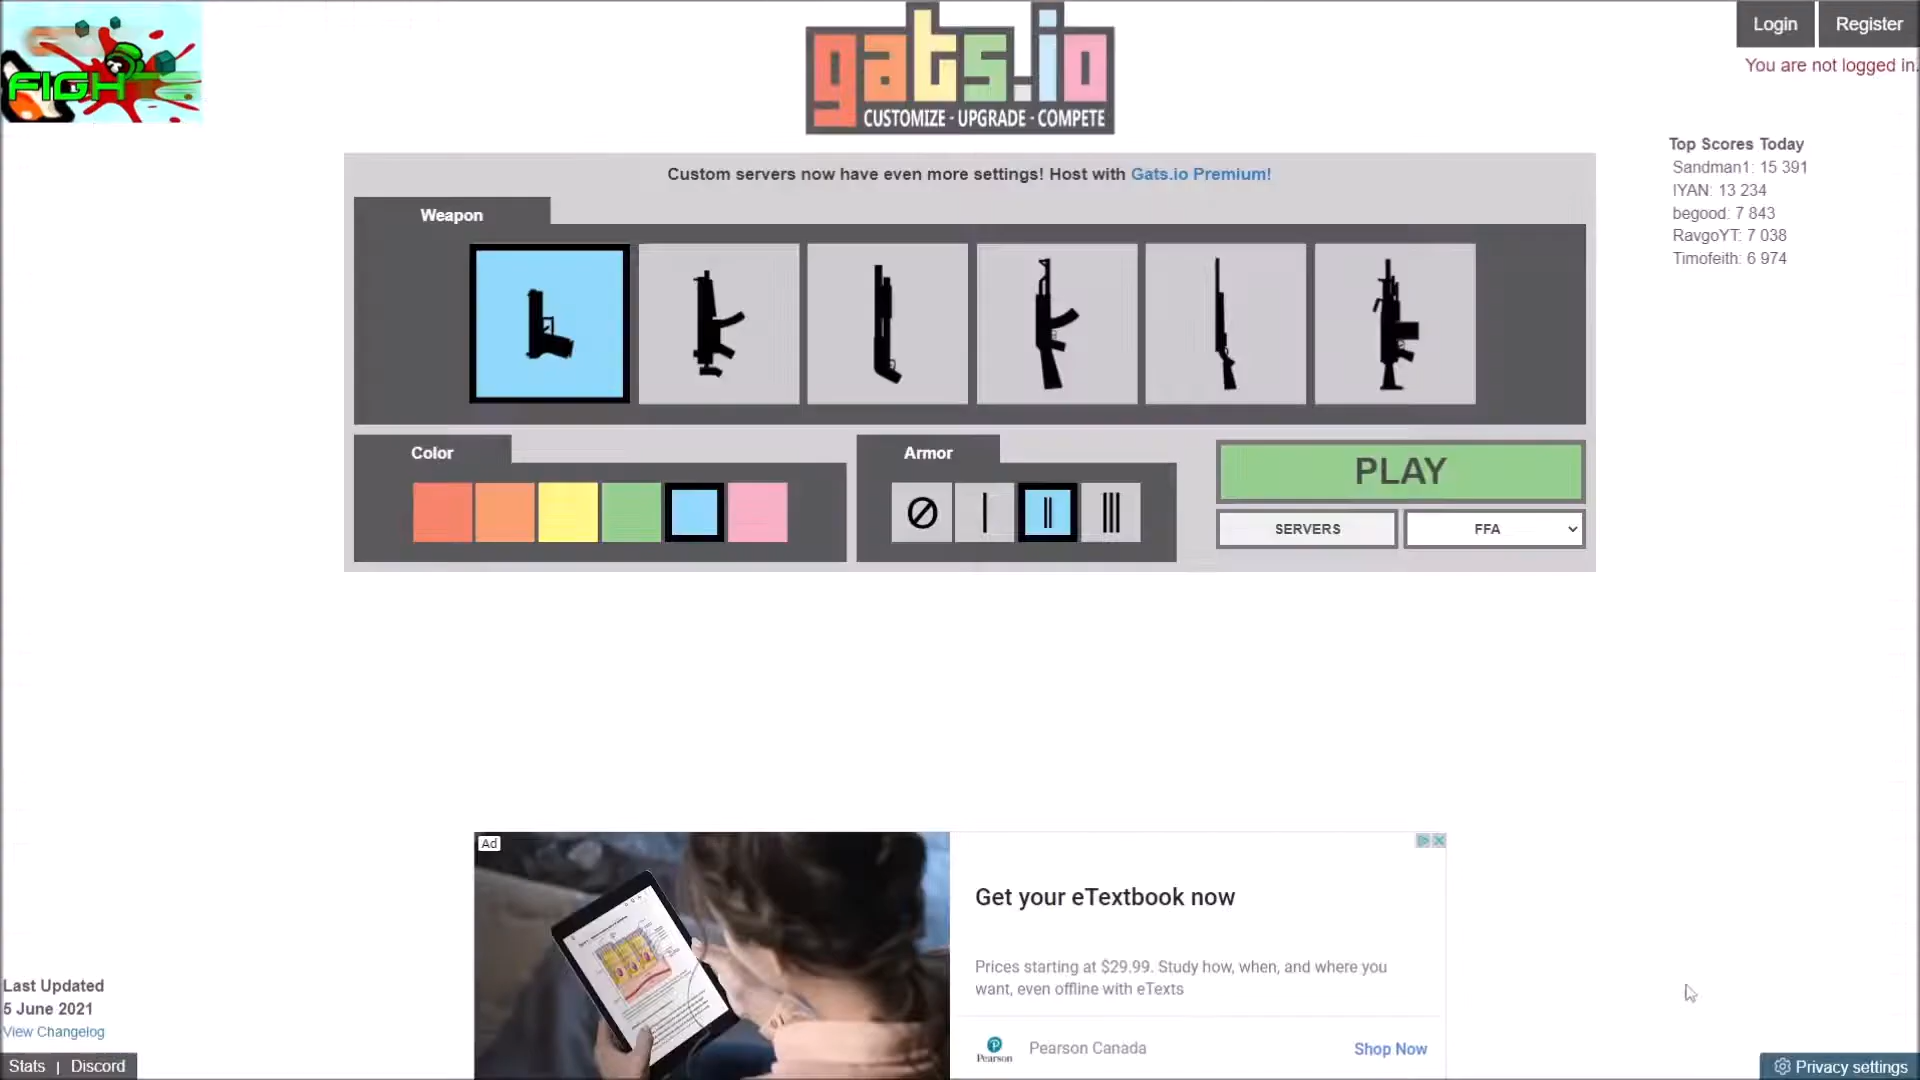 FIGH
gats.io
CUSTOMIZE - UPGRADE - COMPETE
Login
Register
You are not logged in.
Top Scores Today
Sandman1: 15 391
IYAN: 13 234
begood: 7 843
RavgoYT: 7 038
Timofeith: 6 974
Custom servers now have even more settings! Host with Gats.io Premium!
Weapon
Color
Armor
PLAY
SERVERS
FFA
Ad
Get your eTextbook now
Prices starting at $29.99. Study how, when, and where you
want, even offline with eTexts
Pearson
Pearson Canada
Shop Now
Last Updated
5 June 2021
View Changelog
Stats | Discord
Privacy settings